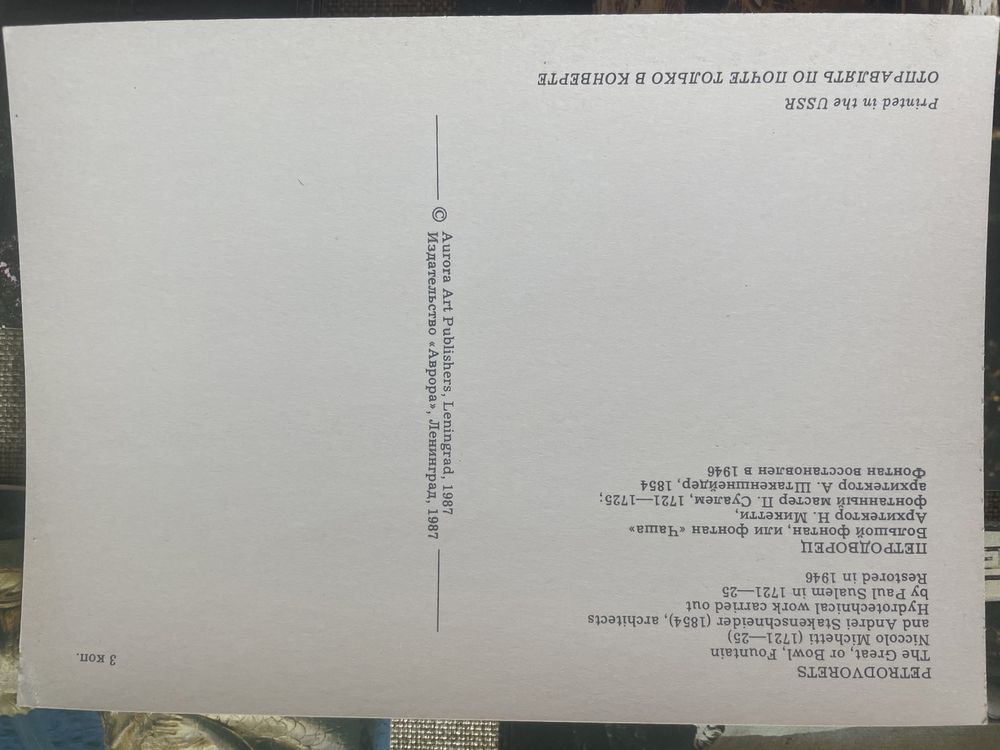 PETRODVORETS
The Great, or Bowl, Fountain
Niccolo Michetti (1721—25)
and Andrei Stakenschneider (1854), architects
Hydrotechnical work carried out
by Paul Sualem in 1721—25
Restored in 1946
ПЕТРОДВОРЕЦ
Большой фонтан, или фонтан «Чаша»
Архитектор Н. Микетти,
фонтанный мастер П. Суалем, 1721—1725;
архитектор А. Штакеншнейдер, 1854
Фонтан восстановлен в 1946
© Aurora Art Publishers, Leningrad, 1987
Издательство «Аврора», Ленинград, 1987
3 коп.
Printed in the USSR
ОТПРАВЛЯТЬ ПО ПОЧТЕ ТОЛЬКО В КОНВЕРТЕ